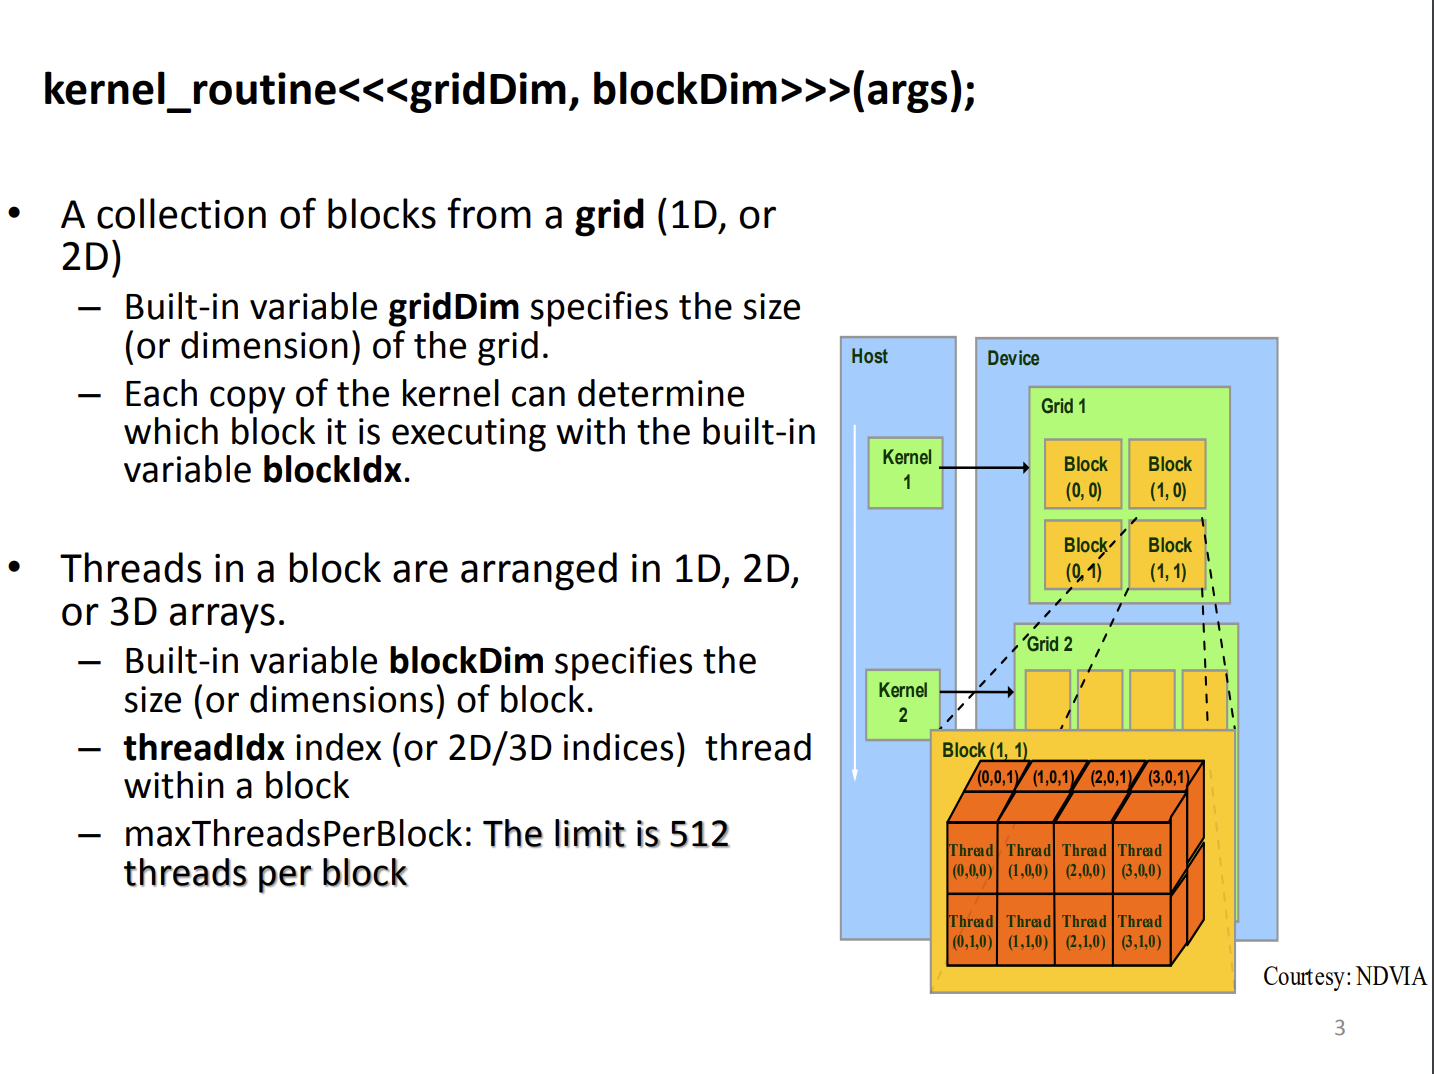 kernel_routine<<<gridDim, blockDim>>>(args);
• A collection of blocks from a grid (1D, or
2D)
– Built-in variable gridDim specifies the size
(or dimension) of the grid.
– Each copy of the kernel can determine
which block it is executing with the built-in
variable blockIdx.
• Threads in a block are arranged in 1D, 2D,
or 3D arrays.
– Built-in variable blockDim specifies the
size (or dimensions) of block.
– threadIdx index (or 2D/3D indices) thread
within a block
– maxThreadsPerBlock: The limit is 512
threads per block
Host
Device
Grid 1
Kernel
1
Block
(0, 0)
Block
(1, 0)
Block
(0, 1)
Block
(1, 1)
Grid 2
Kernel
2
Block (1, 1)
(0,0,1) (1,0,1) (2,0,1) (3,0,1)
Thread Thread Thread Thread
(0,0,0) (1,0,0) (2,0,0) (3,0,0)
Thread Thread Thread Thread
(0,1,0) (1,1,0) (2,1,0) (3,1,0)
Courtesy: NDVIA
3